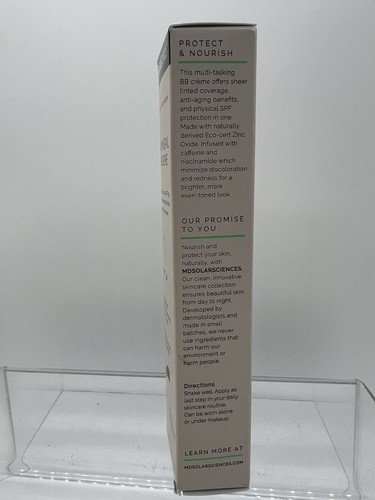 PROTECT
& NOURISH
This multi-tasking
BB crème offers sheer
tinted coverage,
anti-aging benefits,
and physical SPF
protection in one.
Made with naturally
derived Eco-cert Zinc
Oxide. Infused with
caffeine and
niacinamide which
minimize discoloration
and redness for a
brighter, more
even-toned look.
OUR PROMISE
TO YOU
Nourish and
protect your skin,
naturally, with
MDSOLARSCIENCES.
Our clean, innovative
skincare collection
ensures beautiful skin
from day to night.
Developed by
dermatologists and
made in small
batches, we never
use ingredients that
can harm our
environment or
harm people.
Directions
Shake well. Apply as
last step in your daily
skincare routine.
Can be worn alone
or under makeup.
LEARN MORE AT
MDSOLARSCIENCES.COM